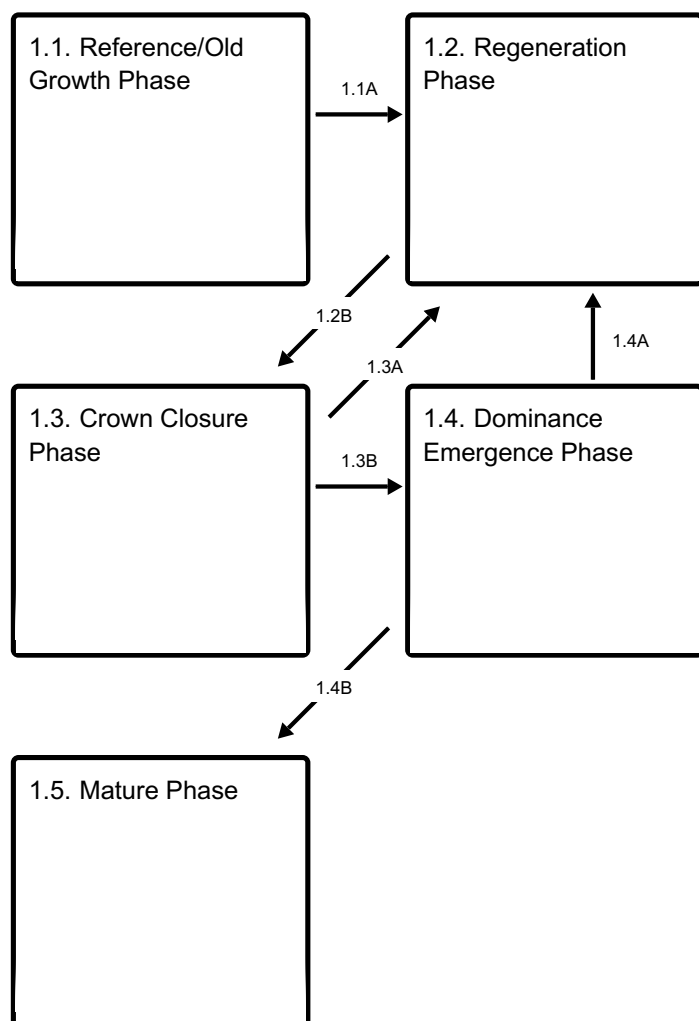 1.1. Reference/Old
Growth Phase
1.1A
1.2. Regeneration
Phase
1.2B
1.3A
1.4A
1.3. Crown Closure
Phase
1.3B
1.4. Dominance
Emergence Phase
1.4B
1.5. Mature Phase